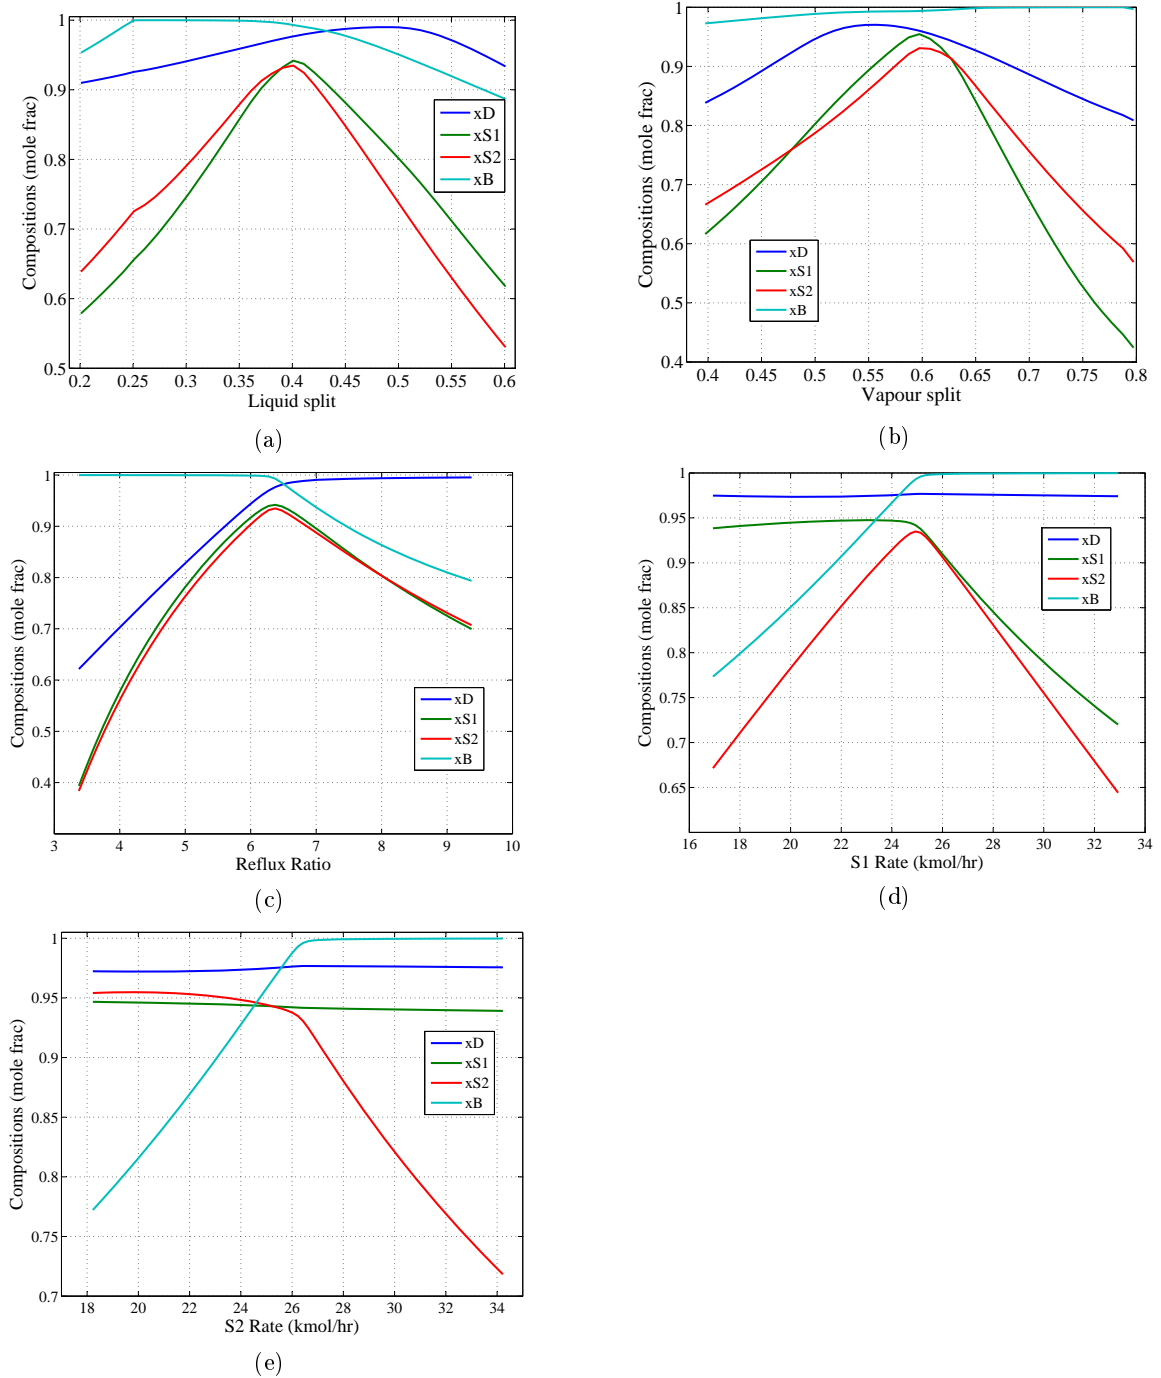 Compositions (mole frac)
1
0.9
0.8
0.7
0.6
0.5
0.2 0.25 0.3 0.35 0.4 0.45 0.5 0.55 0.6
Liquid split
xD
xS1
xS2
xB
(a)
Compositions (mole frac)
1
0.9
0.8
0.7
0.6
0.5
0.4
0.4 0.45 0.5 0.55 0.6 0.65 0.7 0.75 0.8
Vapour split
xD
xS1
xS2
xB
(b)
Compositions (mole frac)
1
0.9
0.8
0.7
0.6
0.5
0.4
3 4 5 6 7 8 9 10
Reflux Ratio
xD
xS1
xS2
xB
(c)
Compositions (mole frac)
1
0.95
0.9
0.85
0.8
0.75
0.7
0.65
16 18 20 22 24 26 28 30 32 34
S1 Rate (kmol/hr)
xD
xS1
xS2
xB
(d)
Compositions (mole frac)
1
0.95
0.9
0.85
0.8
0.75
0.7
18 20 22 24 26 28 30 32 34
S2 Rate (kmol/hr)
xD
xS1
xS2
xB
(e)